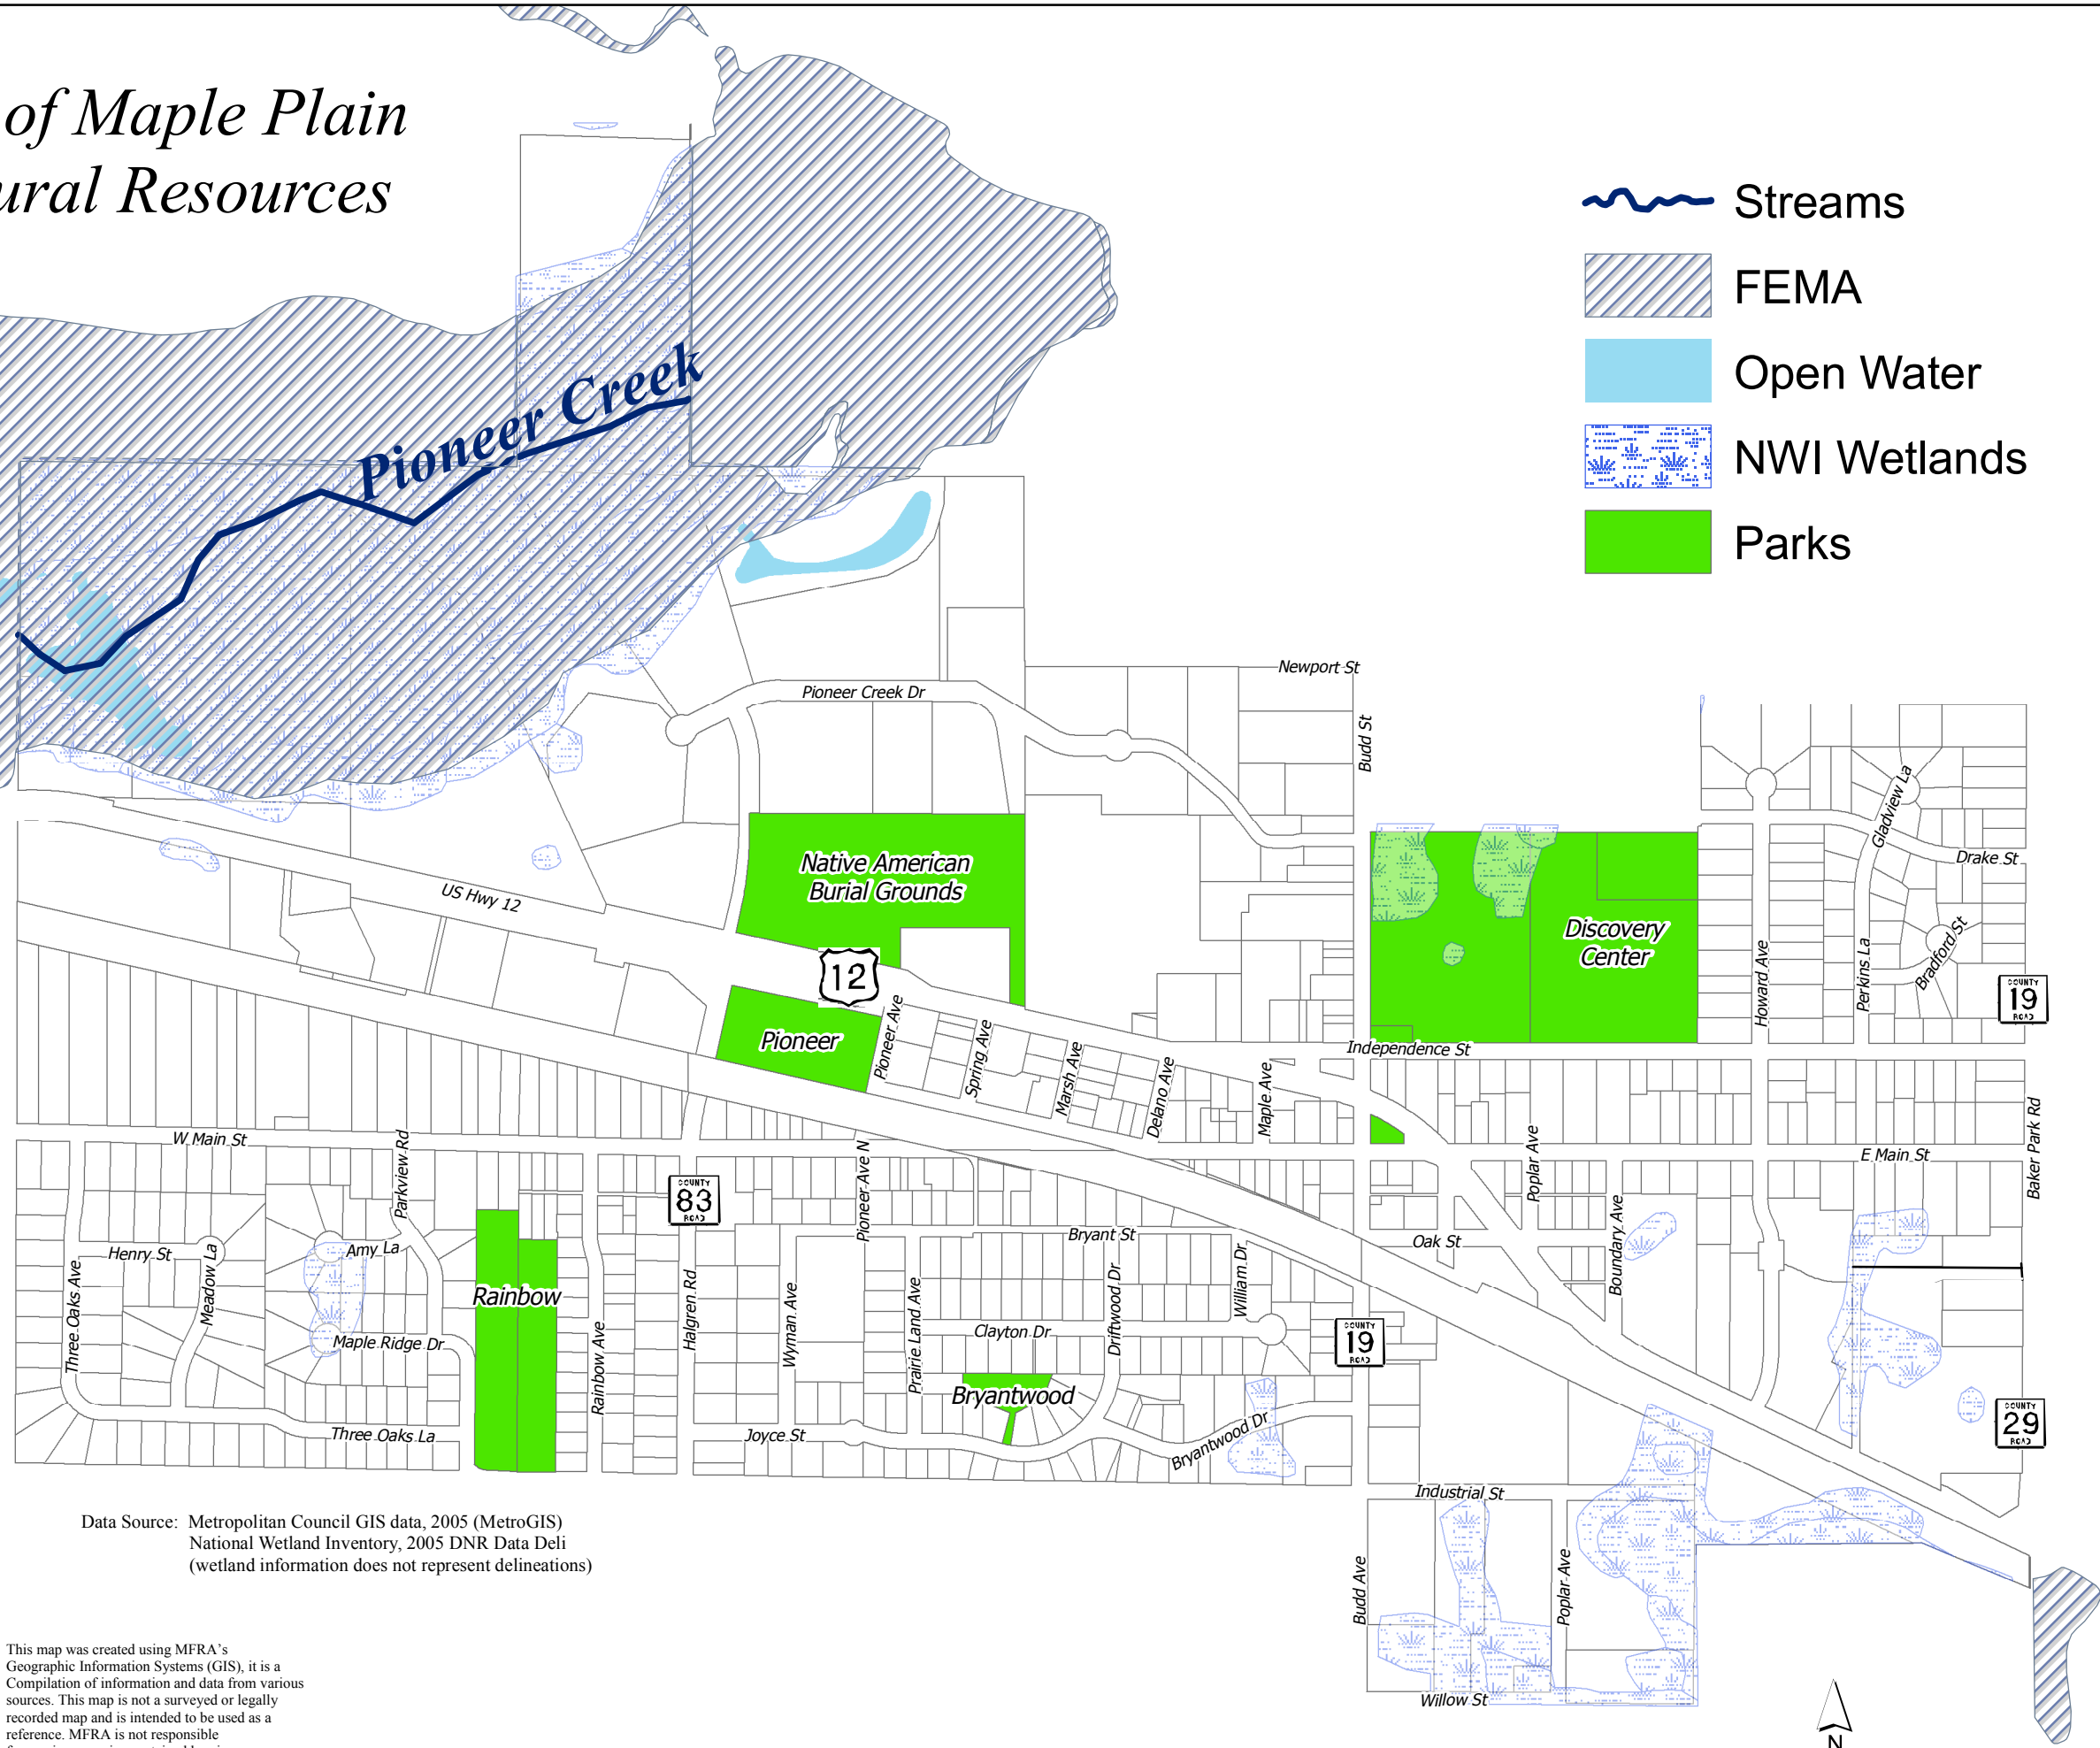 of Maple Plain
ural Resources
Streams
FEMA
Open Water
NWI Wetlands
Parks
Pioneer Creek
Newport St
Pioneer Creek Dr
Budd St
Gladview La
Drake St
Native American
Burial Grounds
US Hwy 12
12
Discovery
Center
Howard Ave
Perkins La
Bradford St
COUNTY
19
ROAD
Pioneer
Pioneer Ave
Spring Ave
Marsh Ave
Delano Ave
Maple Ave
Independence St
W Main St
Parkview Rd
Pioneer Ave N
Poplar Ave
E Main St
Baker Park Rd
COUNTY
83
ROAD
Henry St
Meadow La
Amy La
Three Oaks Ave
Maple Ridge Dr
Rainbow
Rainbow Ave
Halgren Rd
Wyman Ave
Prairie Land Ave
Bryant St
Clayton Dr
Driftwood Dr
William Dr
Oak St
Boundary Ave
COUNTY
19
ROAD
Bryantwood
Three Oaks La
Joyce St
Bryantwood Dr
COUNTY
29
ROAD
Industrial St
Budd Ave
Poplar Ave
Willow St
Data Source: Metropolitan Council GIS data, 2005 (MetroGIS)
National Wetland Inventory, 2005 DNR Data Deli
(wetland information does not represent delineations)
This map was created using MFRA's
Geographic Information Systems (GIS), it is a
Compilation of information and data from various
sources. This map is not a surveyed or legally
recorded map and is intended to be used as a
reference. MFRA is not responsible
N